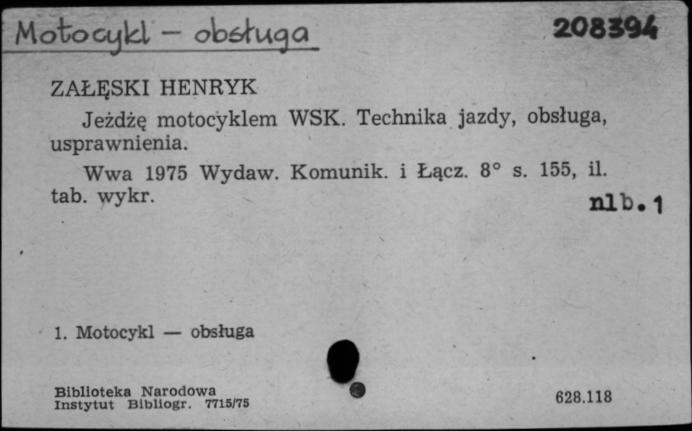 Motocykl - obsługa
208394
ZAŁĘSKI HENRYK
Jeżdżę motocyklem WSK. Technika jazdy, obsługa,
usprawnienia.
Wwa 1975 Wydaw. Komunik. i Łącz. 8° s. 155, il.
tab. wykr.
nlb. 1
1. Motocykl — obsługa
Biblioteka Narodowa
Instytut Bibliogr. 7715/75
628.118